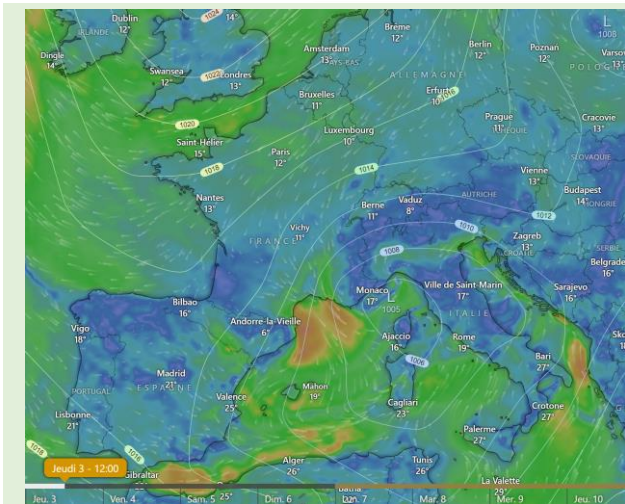 1024
Dublin
12°
14°
IRLANDE
Brême
12°
L
1008
Dingle
14°
Amsterdam
13°
PAYS-BAS
Berlin
12°
Poznan
12°
Varsov
13°
Swansea
12°
1022
Londres
13°
ALLEMAGNE
POLOGNE
Bruxelles
11°
Erfurt
10°
1016
1020
Prague
11°
Cracovie
13°
Saint-Hélier
15°
Luxembourg
10°
Paris
12°
SLOVAQUIE
1018
1014
Vienne
13°
Nantes
13°
Berne
11°
Vaduz
8°
AUTRICHE
Budapest
14°
HONGRIE
1012
Vichy
11°
FRANCE
1010
Zagreb
13°
CROATIE
1008
SERBIE
Belgrade
16°
Bilbao
16°
Monaco
17°
L
1005
Ville de Saint-Marin
17°
Sarajevo
16°
Vigo
18°
Andorre-la-Vieille
6°
ITALIE
Ajaccio
16°
Rome
19°
Bari
27°
Madrid
21°
ESPAGNE
1006
PORTUGAL
Mahón
19°
Valence
25°
Cagliari
23°
Crotone
27°
Lisbonne
21°
Palerme
27°
1018
1016
Alger
26°
Tunis
26°
Jeudi 3 - 12:00
Gibraltar
La Valette
29°
25°
Jeu. 3
Ven. 4
Sam. 5
Dim. 6
Lun. 7
Mar. 8
Mer. 9
Jeu. 10